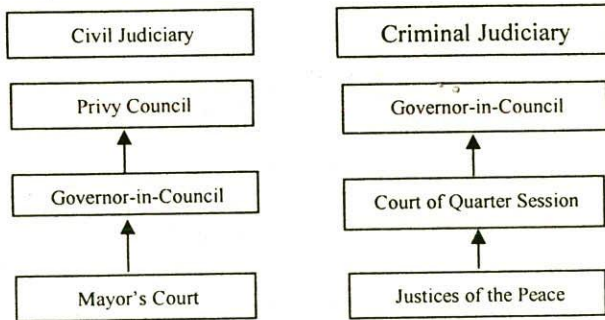 Civil Judiciary
Privy Council
Governor-in-Council
Mayor's Court
Criminal Judiciary
Governor-in-Council
Court of Quarter Session
Justices of the Peace